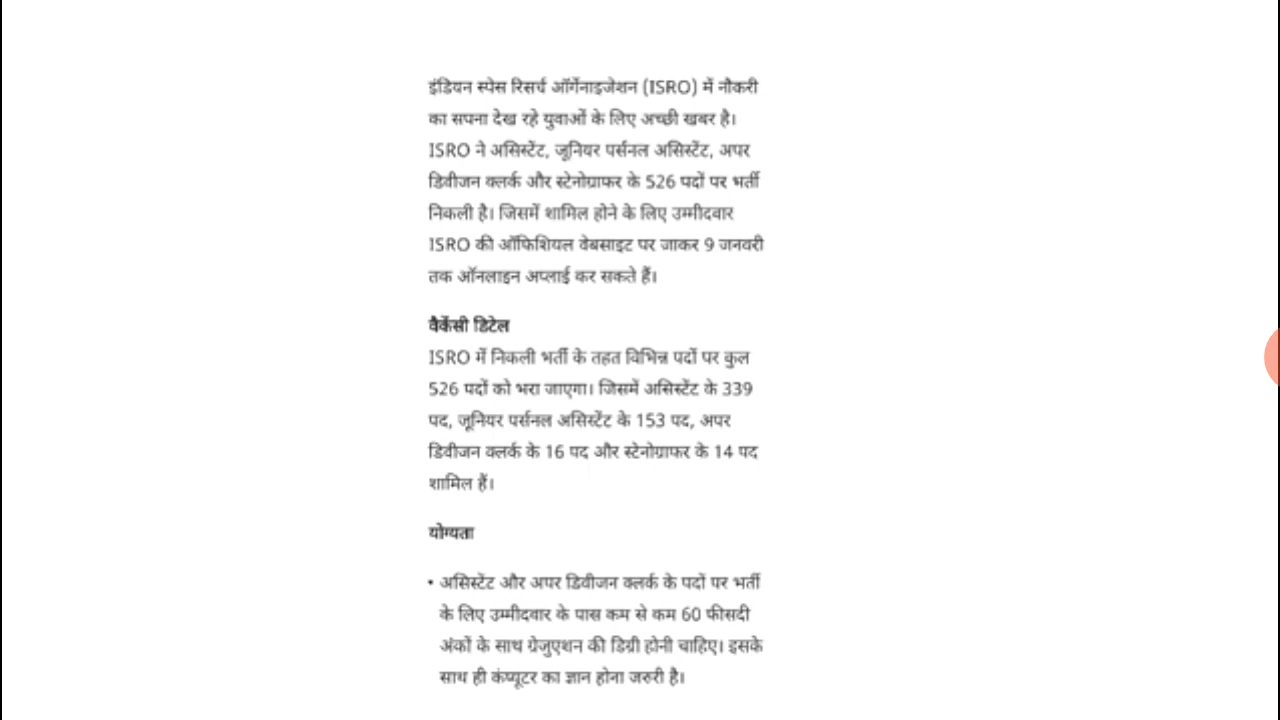 इंडियन स्पेस रिसर्च ऑर्गेनाइजेशन (ISRO) में नौकरी
का सपना देख रहे युवाओं के लिए अच्छी खबर है।
ISRO ने असिस्टेंट, जूनियर पर्सनल असिस्टेंट, अपर
डिवीजन क्लर्क और स्टेनोग्राफर के 526 पदों पर भर्ती
निकली है। जिसमें शामिल होने के लिए उम्मीदवार
ISRO की ऑफिशियल वेबसाइट पर जाकर 9 जनवरी
तक ऑनलाइन अप्लाई कर सकते हैं।
वैकेंसी डिटेल
ISRO में निकली भर्ती के तहत विभिन्न पदों पर कुल
526 पदों को भरा जाएगा। जिसमें असिस्टेंट के 339
पद, जूनियर पर्सनल असिस्टेंट के 153 पद, अपर
डिवीजन क्लर्क के 16 पद और स्टेनोग्राफर के 14 पद
शामिल हैं।
योग्यता
• असिस्टेंट और अपर डिवीजन क्लर्क के पदों पर भर्ती
के लिए उम्मीदवार के पास कम से कम 60 फीसदी
अंकों के साथ ग्रेजुएशन की डिग्री होनी चाहिए। इसके
साथ ही कंप्यूटर का ज्ञान होना जरुरी है।